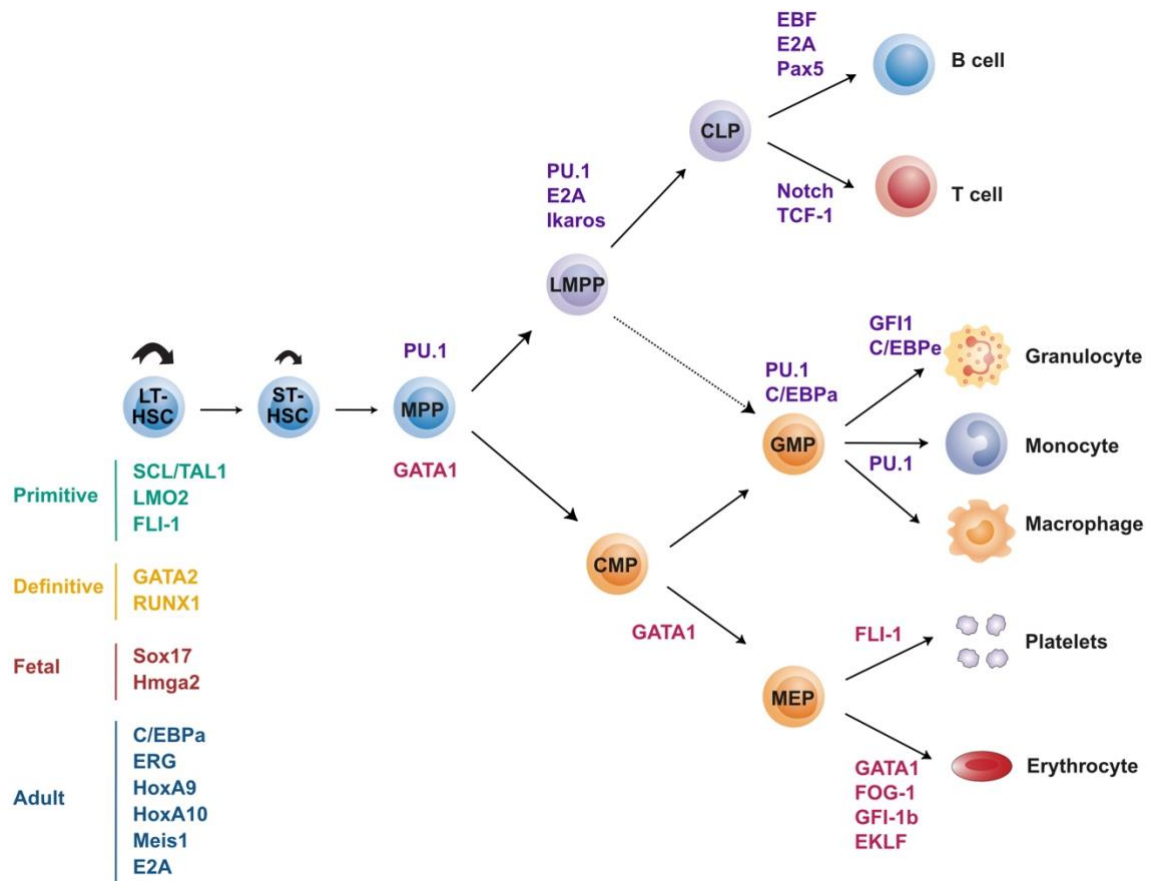 EBF
E2A
Pax5
B cell
CLP
PU.1
E2A
Ikaros
Notch
TCF-1
T cell
LMPP
GFI1
C/EBPe
Granulocyte
PU.1
LT-
HSC
ST-
HSC
MPP
PU.1
C/EBPa
GMP
Monocyte
PU.1
GATA1
Macrophage
Primitive
SCL/TAL1
LMO2
FLI-1
CMP
Definitive
GATA2
RUNX1
GATA1
FLI-1
Platelets
Fetal
Sox17
Hmga2
MEP
Erythrocyte
GATA1
FOG-1
GFI-1b
EKLF
Adult
C/EBPa
ERG
HoxA9
HoxA10
Meis1
E2A